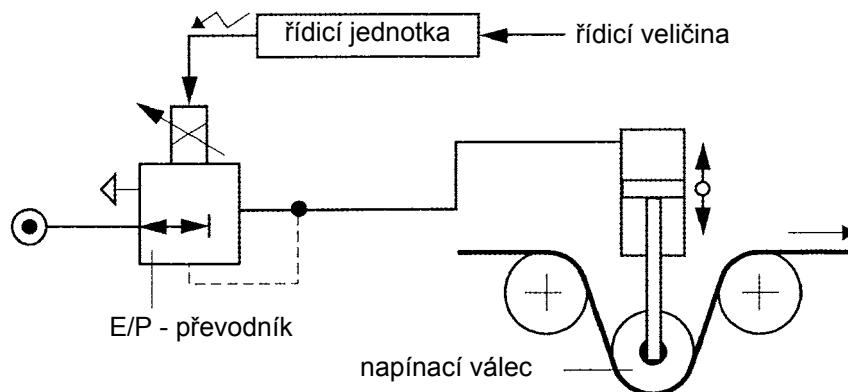 řídicí jednotka
řídicí veličina
E/P - převodník
napínací válec